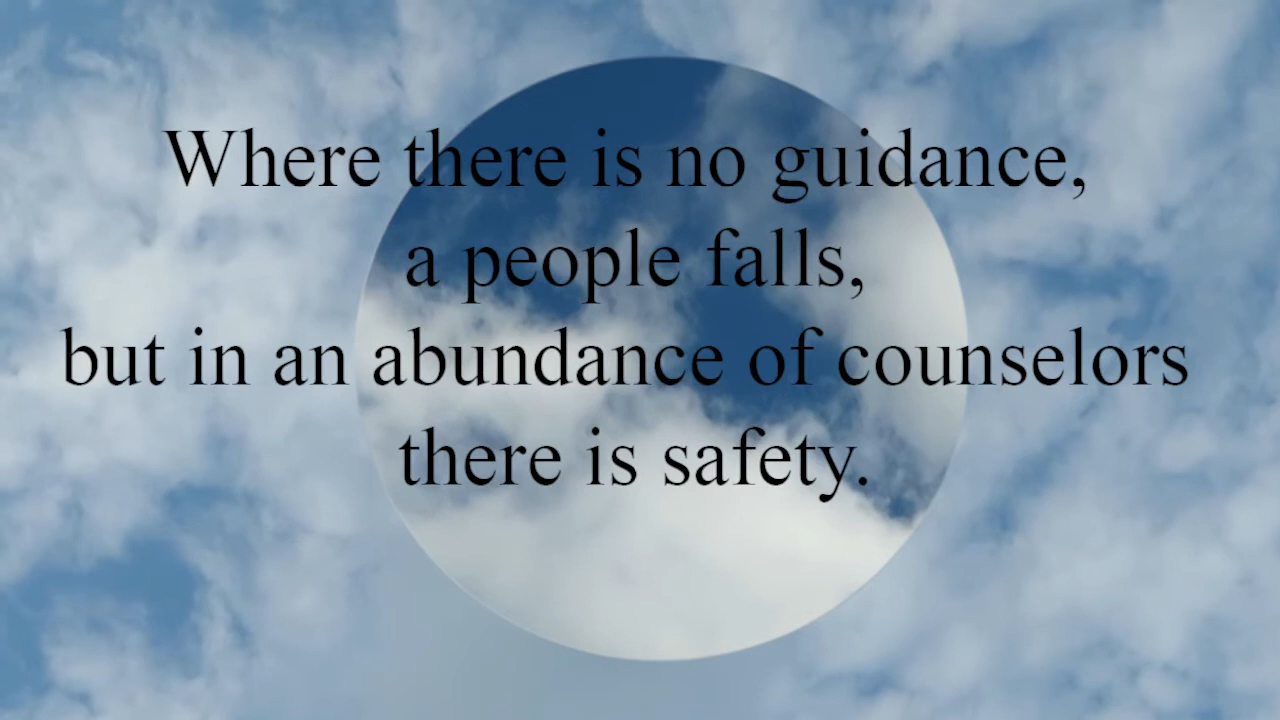 Where there is no guidance,
a people falls,
but in an abundance of counselors
there is safety.